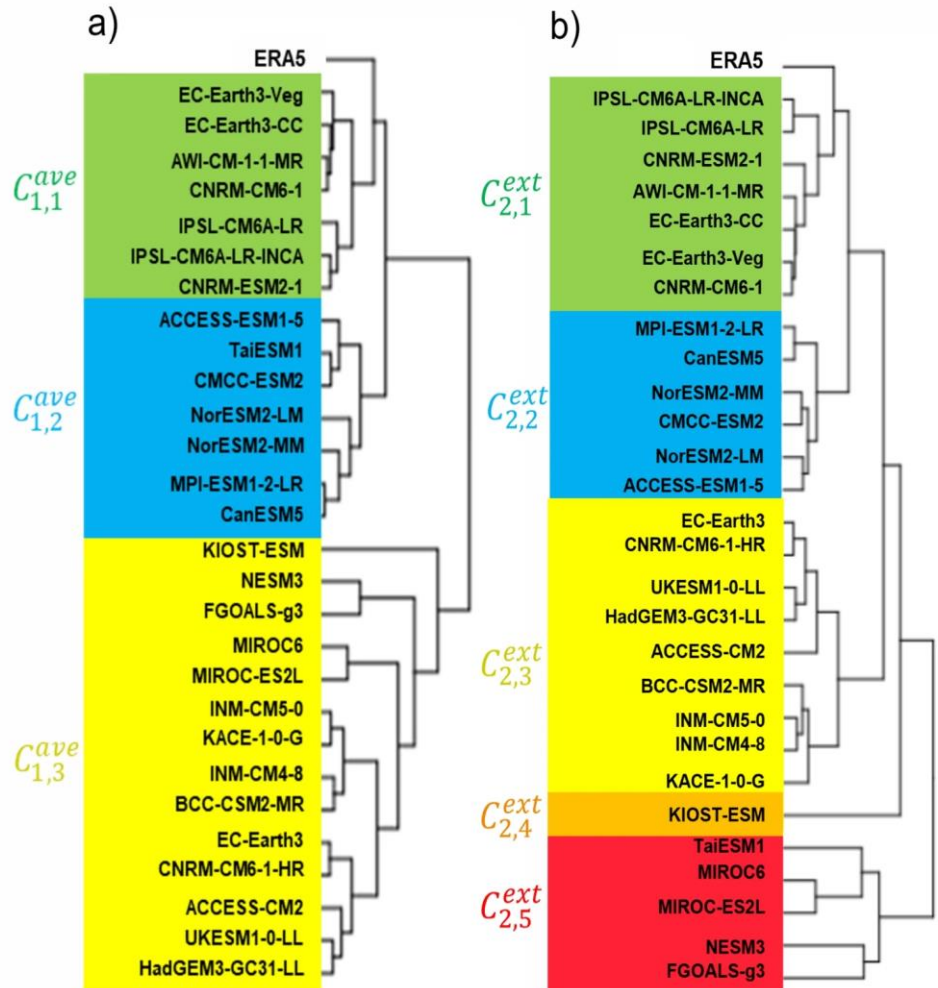 a)
ERA5
EC-Earth3-Veg
EC-Earth3-CC
AWI-CM-1-1-MR
CNRM-CM6-1
IPSL-CM6A-LR
IPSL-CM6A-LR-INCA
CNRM-ESM2-1
C_{1,1}^{ave}
ACCESS-ESM1-5
TaiESM1
CMCC-ESM2
NorESM2-LM
NorESM2-MM
MPI-ESM1-2-LR
CanESM5
C_{1,2}^{ave}
KIOST-ESM
NESM3
FGOALS-g3
MIROC6
MIROC-ES2L
INM-CM5-0
KACE-1-0-G
INM-CM4-8
BCC-CSM2-MR
EC-Earth3
CNRM-CM6-1-HR
ACCESS-CM2
UKESM1-0-LL
HadGEM3-GC31-LL
C_{1,3}^{ave}
b)
ERA5
IPSL-CM6A-LR-INCA
IPSL-CM6A-LR
CNRM-ESM2-1
AWI-CM-1-1-MR
EC-Earth3-CC
EC-Earth3-Veg
CNRM-CM6-1
C_{2,1}^{ext}
MPI-ESM1-2-LR
CanESM5
NorESM2-MM
CMCC-ESM2
NorESM2-LM
ACCESS-ESM1-5
C_{2,2}^{ext}
EC-Earth3
CNRM-CM6-1-HR
UKESM1-0-LL
HadGEM3-GC31-LL
ACCESS-CM2
BCC-CSM2-MR
INM-CM5-0
INM-CM4-8
KACE-1-0-G
C_{2,3}^{ext}
KIOST-ESM
C_{2,4}^{ext}
TaiESM1
MIROC6
MIROC-ES2L
NESM3
FGOALS-g3
C_{2,5}^{ext}